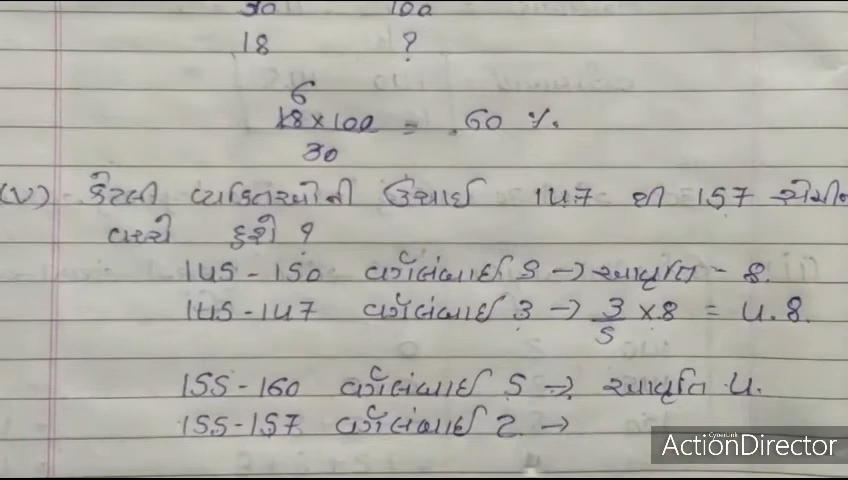 30 100
18 ?
6
18 x 100 = 60 %
30
(V) કેટલી વ્યક્તિઓની ઉંચાઈ 147 થી 157 સેમીન
વચ્ચે હશે ?
145 - 150 વર્ગલંબાઈ 5 → આવૃત્તિ - 8.
145 - 147 વર્ગલંબાઈ 3 → 3/5 x 8 = 4.8.
155 - 160 વર્ગલંબાઈ 5 → આવૃત્તિ 4.
155 - 157 વર્ગલંબાઈ 2 →
CyberLink
ActionDirector